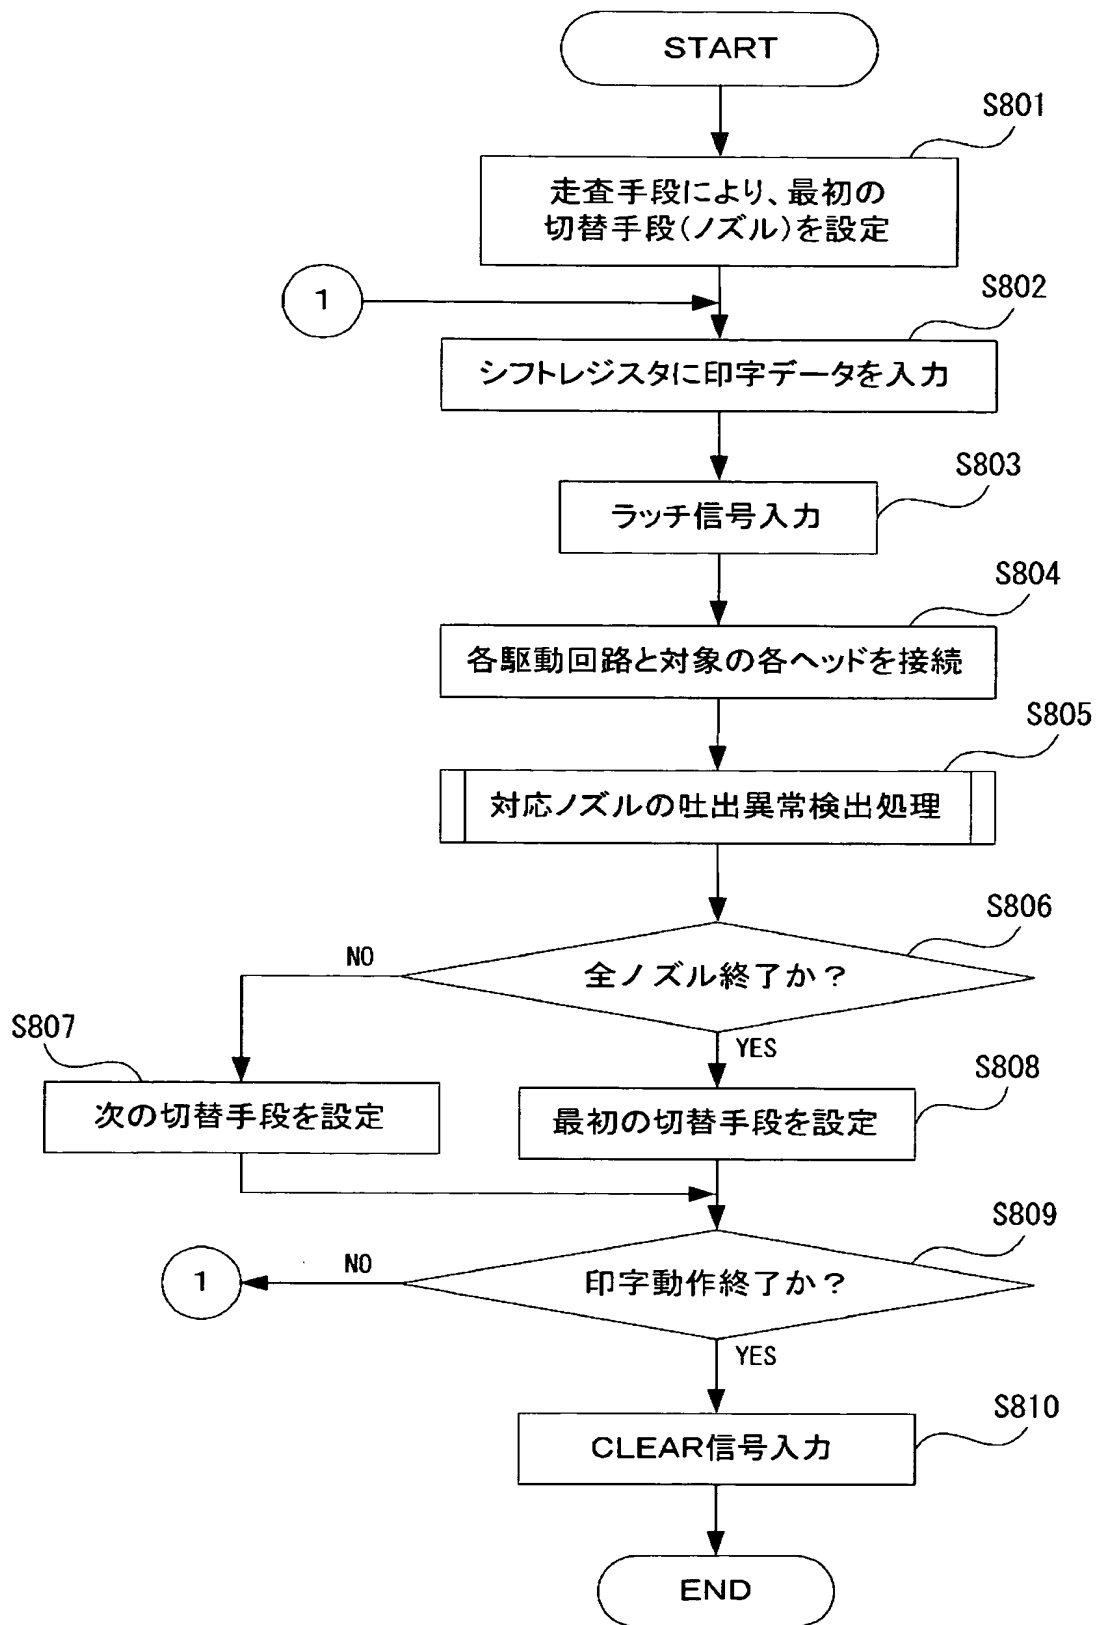 START
S801
走査手段により、最初の
切替手段(ノズル)を設定
1
S802
シフトレジスタに印字データを入力
S803
ラッチ信号入力
S804
各駆動回路と対象の各ヘッドを接続
S805
対応ノズルの吐出異常検出処理
S806
NO
全ノズル終了か?
YES
S807
次の切替手段を設定
S808
最初の切替手段を設定
S809
1
NO
印字動作終了か?
YES
S810
CLEAR信号入力
END